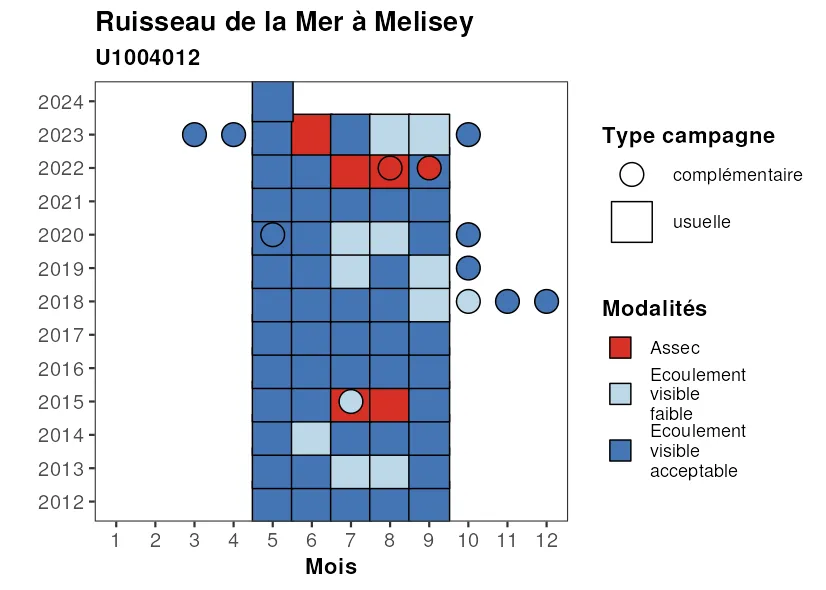 Ruisseau de la Mer à Melisey
U1004012
2024
2023
2022
2021
2020
2019
2018
2017
2016
2015
2014
2013
2012
1 2 3 4 5 6 7 8 9 10 11 12
Mois
Type campagne
complémentaire
usuelle
Modalités
Assec
Ecoulement
visible
faible
Ecoulement
visible
acceptable